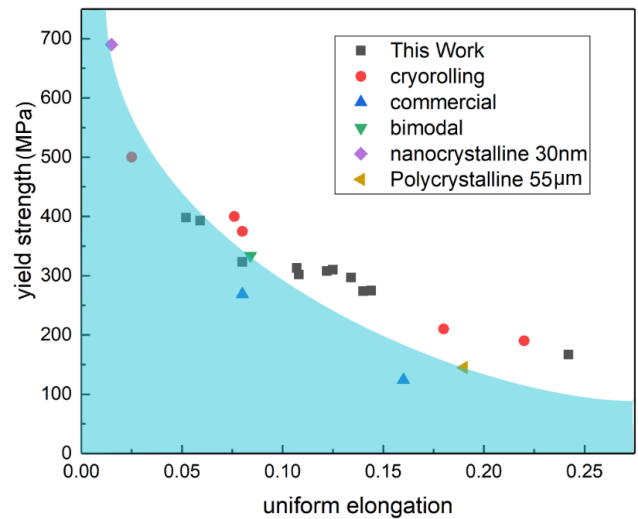 yield strength (MPa)
700
600
500
400
300
200
100
0
This Work
cryorolling
commercial
bimodal
nanocrystalline 30nm
Polycrystalline 55μm
0.00 0.05 0.10 0.15 0.20 0.25
uniform elongation